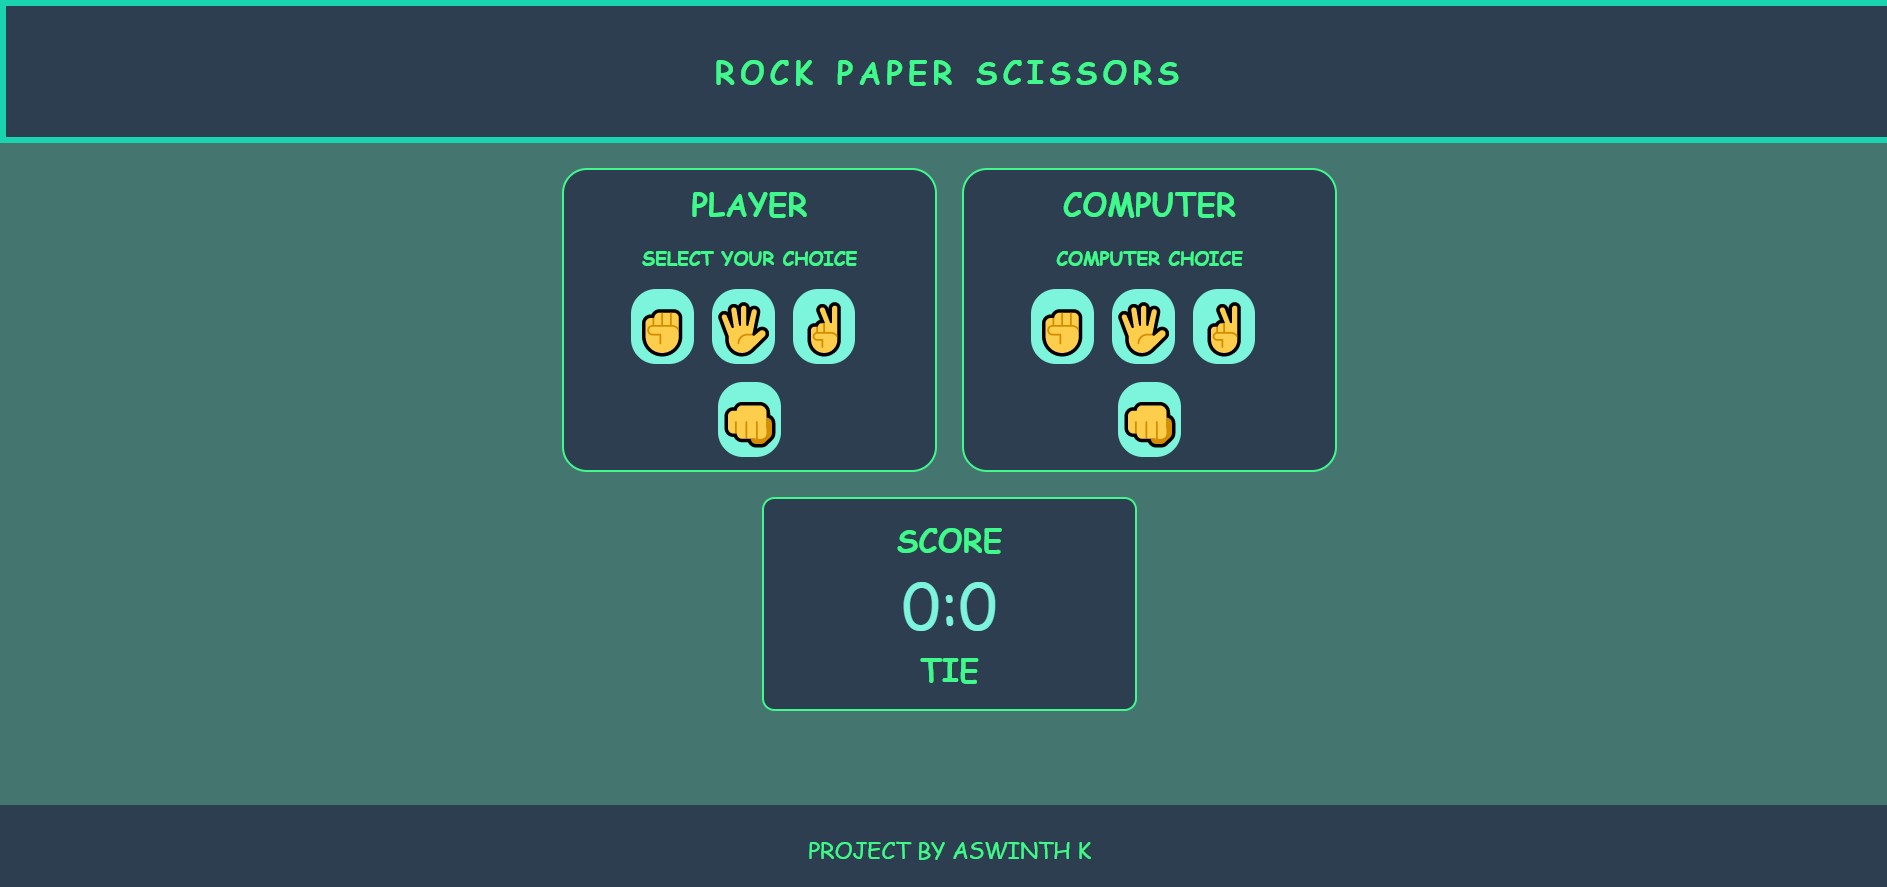 ROCK PAPER SCISSORS
PLAYER
SELECT YOUR CHOICE
COMPUTER
COMPUTER CHOICE
SCORE
0:0
TIE
PROJECT BY ASWINTH K